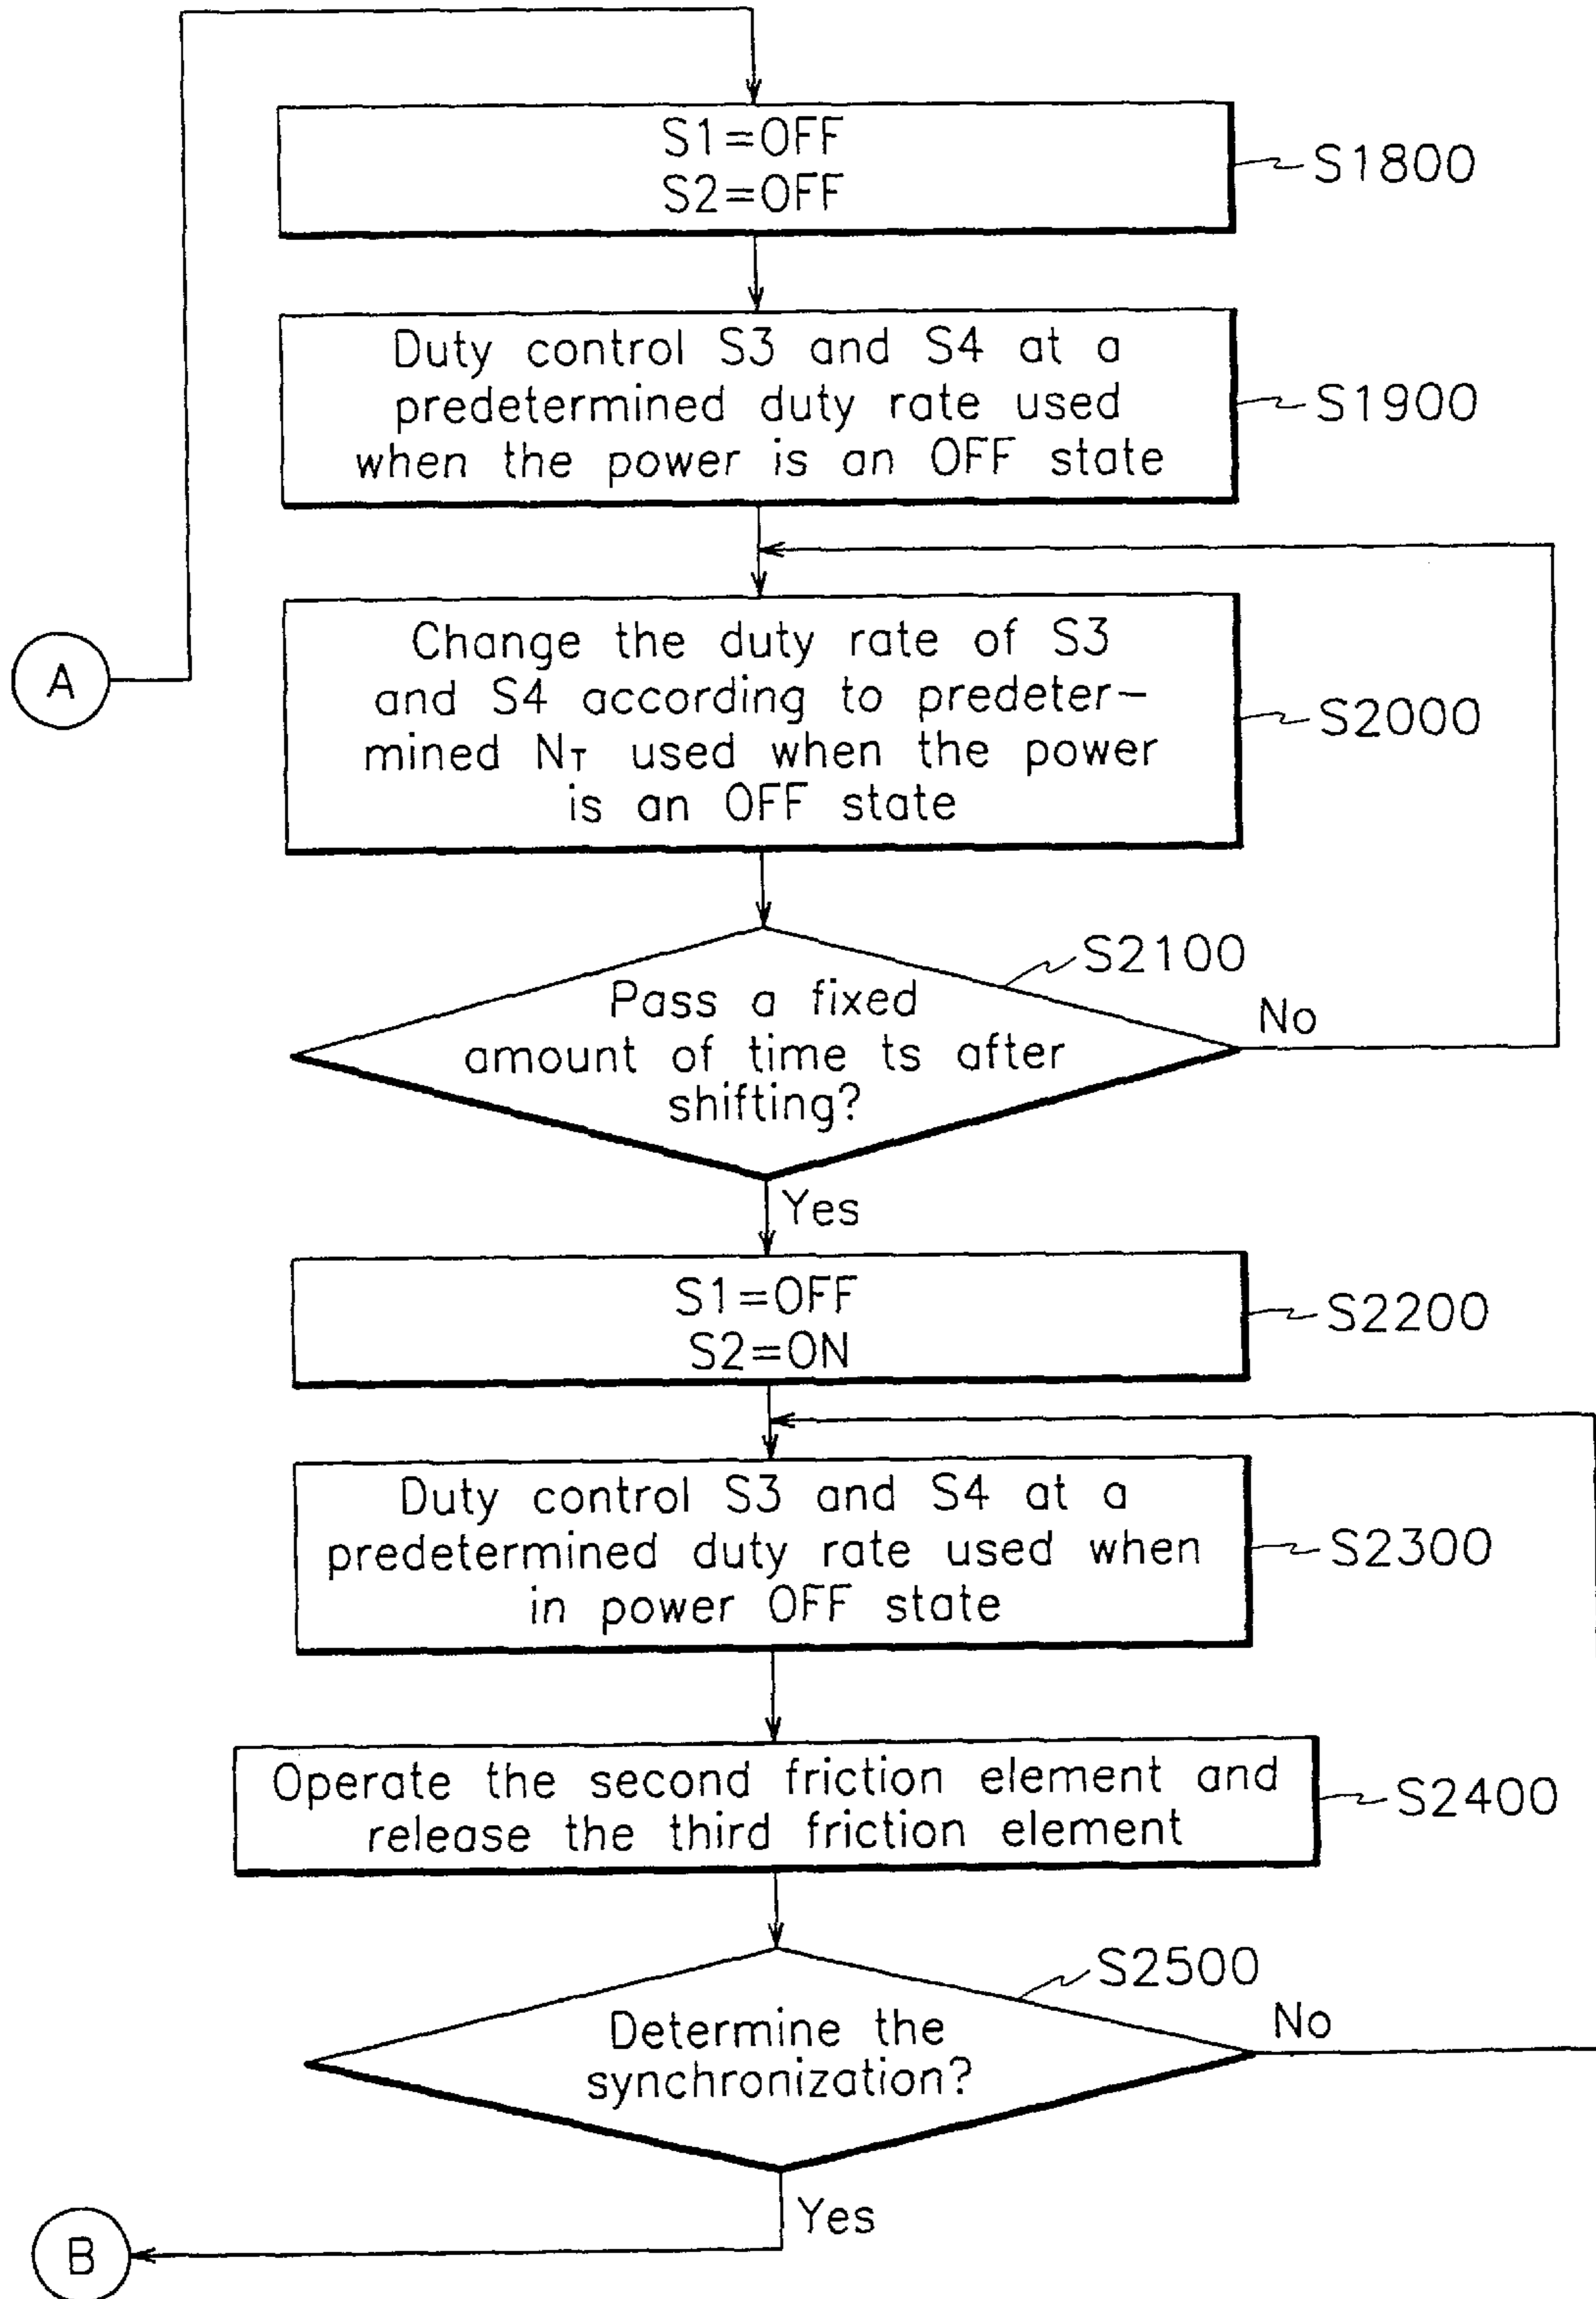 S1=OFF
S2=OFF
S1800
Duty control S3 and S4 at a
predetermined duty rate used
when the power is an OFF state
S1900
Change the duty rate of S3
and S4 according to predeter-
mined NT used when the power
is an OFF state
S2000
A
S2100
Pass a fixed
amount of time ts after
shifting?
No
Yes
S1=OFF
S2=ON
S2200
Duty control S3 and S4 at a
predetermined duty rate used when
in power OFF state
S2300
Operate the second friction element and
release the third friction element
S2400
S2500
Determine the
synchronization?
No
Yes
B